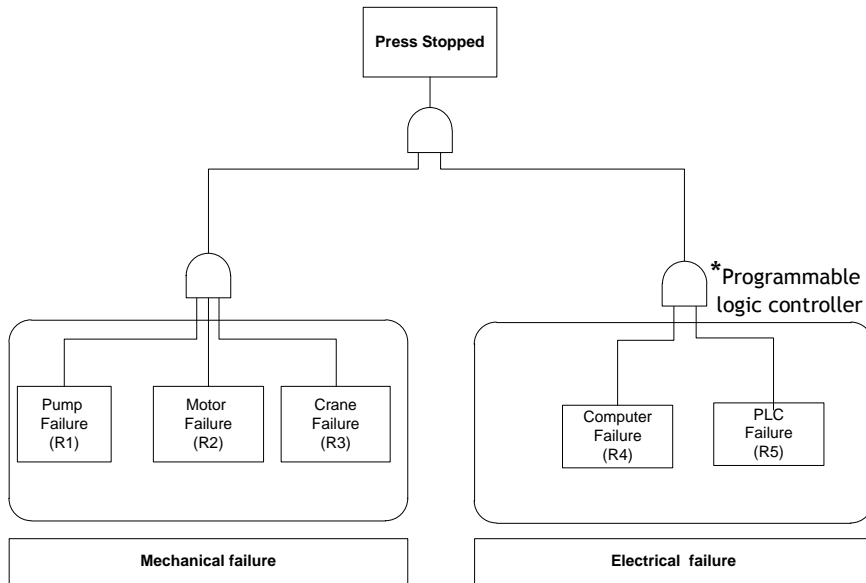 Press Stopped
*Programmable
logic controller
Pump
Failure
(R1)
Motor
Failure
(R2)
Crane
Failure
(R3)
Computer
Failure
(R4)
PLC
Failure
(R5)
Mechanical failure
Electrical failure